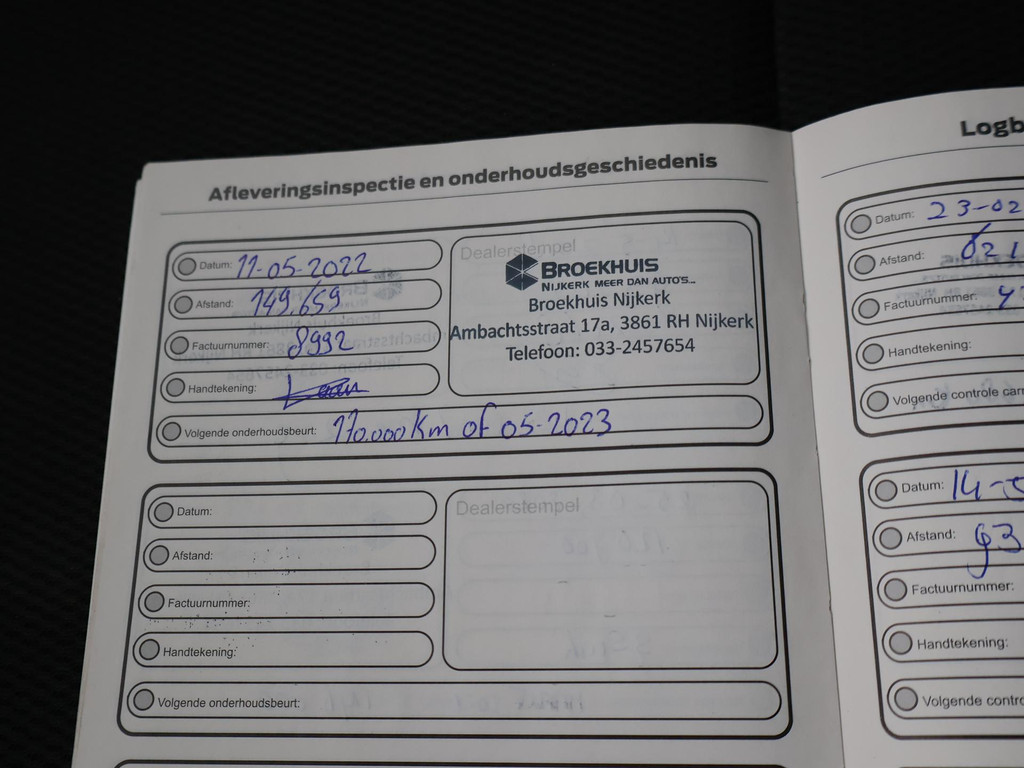 Afleveringsinspectie en onderhoudsgeschiedenis
Datum: 11-05-2022
Afstand: 149.659
Factuurnummer: 8992
Handtekening:
Volgende onderhoudsbeurt: 170.000 Km of 05-2023
Dealerstempel
BROEKHUIS
NIJKERK MEER DAN AUTO'S...
Broekhuis Nijkerk
Ambachtsstraat 17a, 3861 RH Nijkerk
Telefoon: 033-2457654
Datum:
Afstand:
Factuurnummer:
Handtekening:
Volgende onderhoudsbeurt:
Dealerstempel
Logb
Datum: 23-02
Afstand:
Factuurnummer:
Handtekening:
Volgende controle carr
Datum: 14-
Afstand: 93
Factuurnummer:
Handtekening:
Volgende contro